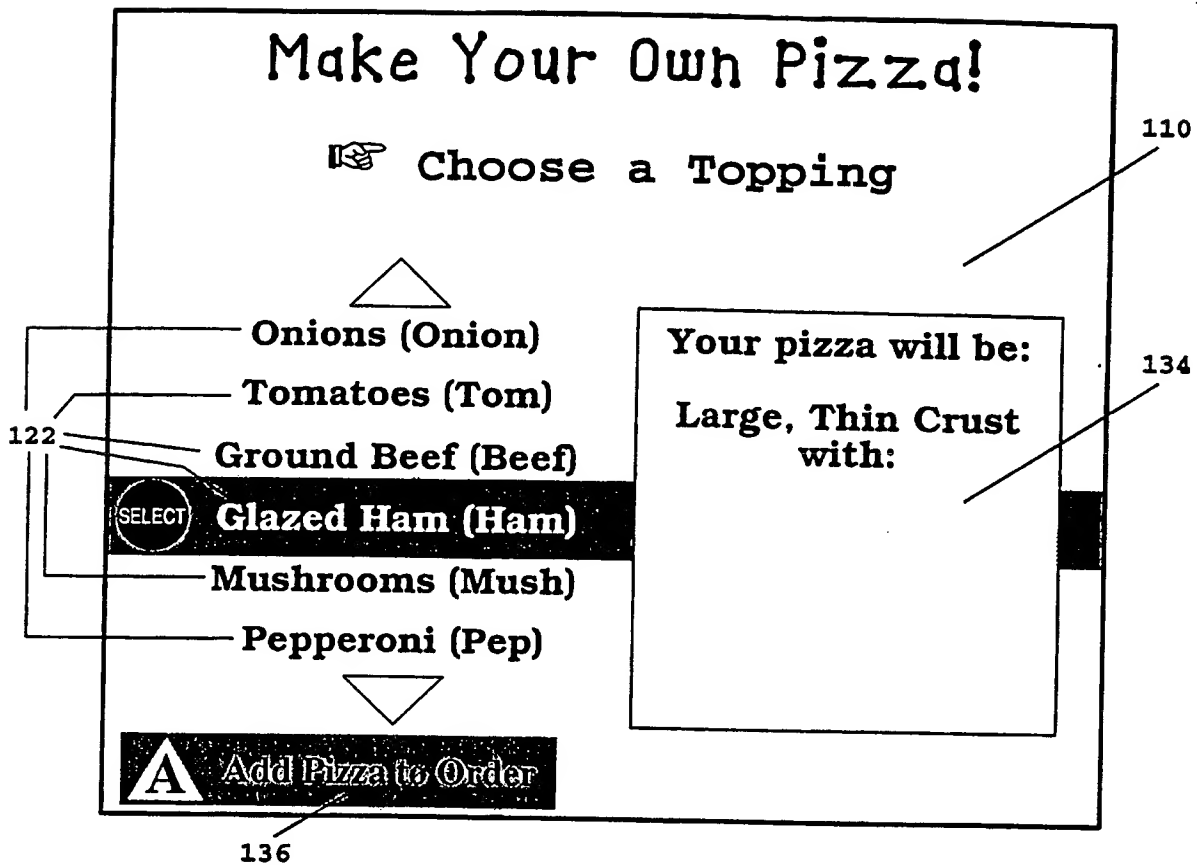 Make Your Own Pizza!
☞ Choose a Topping
110
Onions (Onion)
Tomatoes (Tom)
122
Ground Beef (Beef)
SELECT Glazed Ham (Ham)
Mushrooms (Mush)
Pepperoni (Pep)
Your pizza will be:
Large, Thin Crust
with:
134
A Add Pizza to Order
136